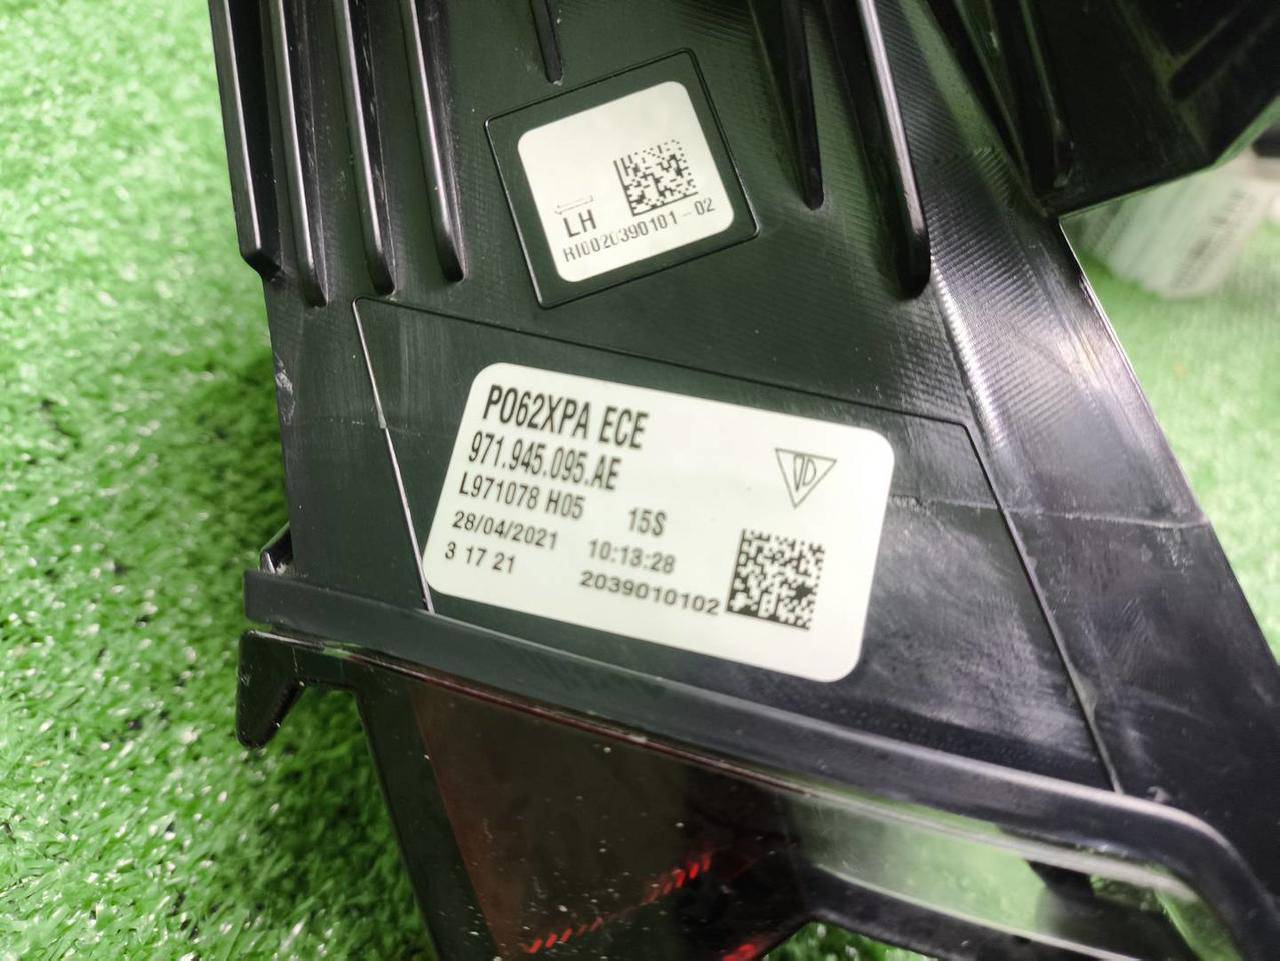 LH
RI0020390101-02
PO62XPA ECE
971.945.095.AE
L971078 H05 15S
28/04/2021 10:13:28
3 17 21 2039010102